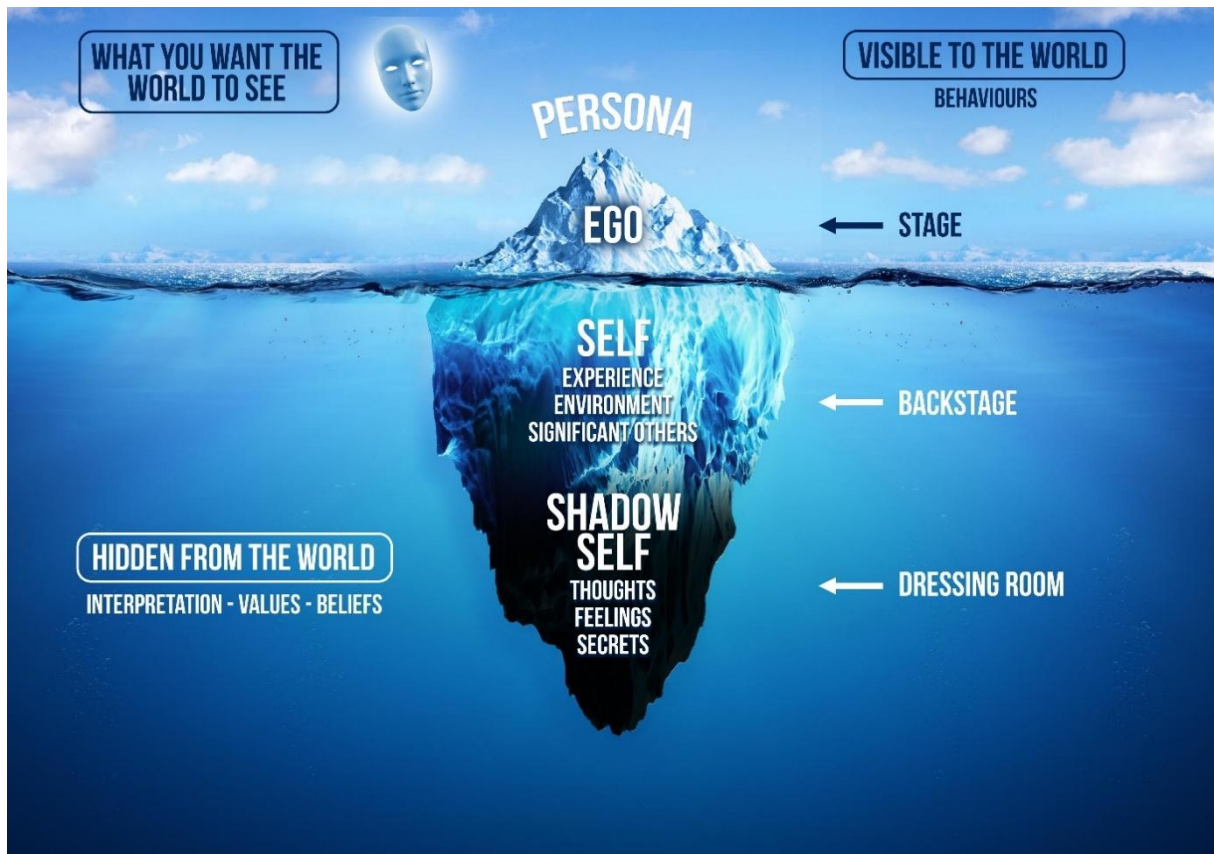 WHAT YOU WANT THE
WORLD TO SEE
VISIBLE TO THE WORLD
BEHAVIOURS
PERSONA
EGO
STAGE
SELF
EXPERIENCE
ENVIRONMENT
SIGNIFICANT OTHERS
BACKSTAGE
SHADOW
SELF
THOUGHTS
FEELINGS
SECRETS
HIDDEN FROM THE WORLD
INTERPRETATION - VALUES - BELIEFS
DRESSING ROOM